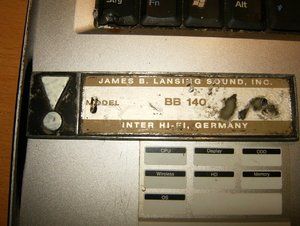 Strg
Fn
Alt
JAMES B. LANSING SOUND, INC.
MODEL BB 140
INTER HI-FI, GERMANY
CPU Display ODD
Wireless HD Memory
OS